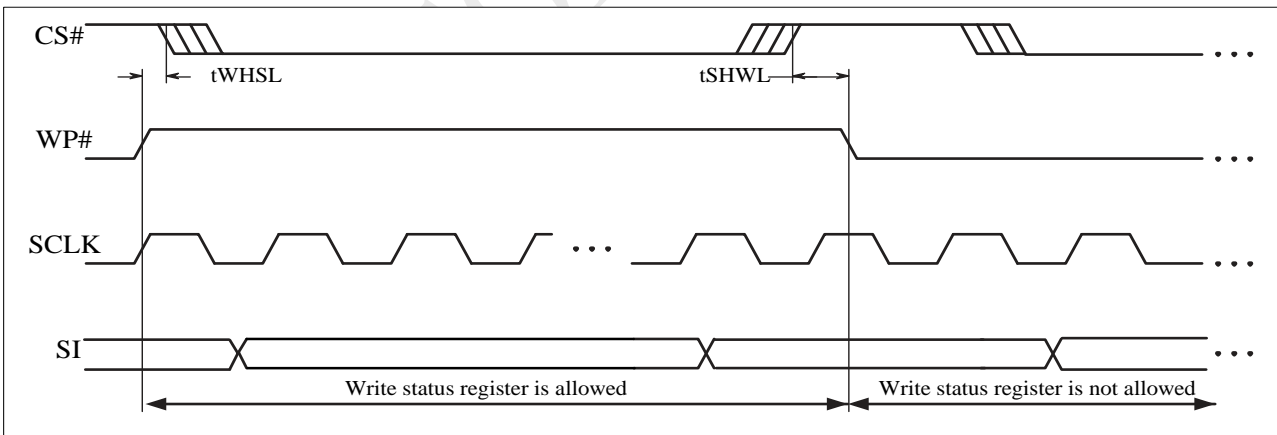 CS#
tWHSL
tSHWL
WP#
SCLK
SI
Write status register is allowed
Write status register is not allowed